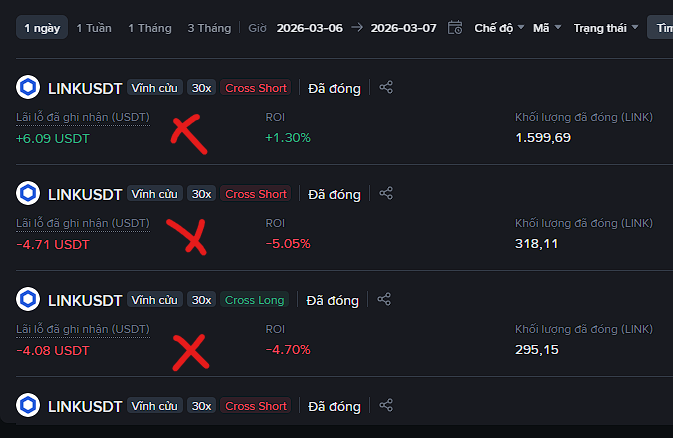 1 ngày 1 Tuần 1 Tháng 3 Tháng Giờ 2026-03-06 → 2026-03-07 Chế độ Mã Trạng thái Tìm
LINKUSDT Vĩnh cửu 30x Cross Short Đã đóng
Lãi lỗ đã ghi nhận (USDT) ROI Khối lượng đã đóng (LINK)
+6.09 USDT +1.30% 1.599,69
LINKUSDT Vĩnh cửu 30x Cross Short Đã đóng
Lãi lỗ đã ghi nhận (USDT) ROI Khối lượng đã đóng (LINK)
-4.71 USDT -5.05% 318,11
LINKUSDT Vĩnh cửu 30x Cross Long Đã đóng
Lãi lỗ đã ghi nhận (USDT) ROI Khối lượng đã đóng (LINK)
-4.08 USDT -4.70% 295,15
LINKUSDT Vĩnh cửu 30x Cross Short Đã đóng